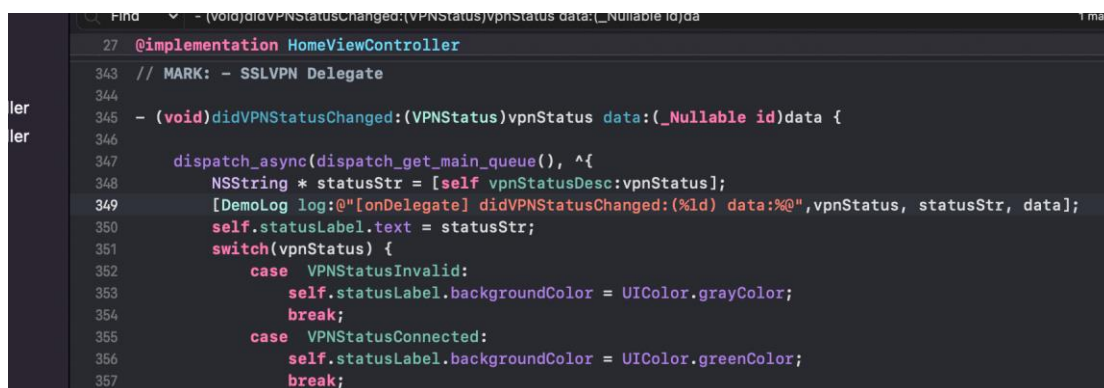 Find - (void)didVPNStatusChanged:(VPNStatus)vpnStatus data:(_Nullable id)da 1 ma
27 @implementation HomeViewController
343 // MARK: - SSLVPN Delegate
344
ller
345 - (void)didVPNStatusChanged:(VPNStatus)vpnStatus data:(_Nullable id)data {
ller
346
347 dispatch_async(dispatch_get_main_queue(), ^{
348 NSString * statusStr = [self vpnStatusDesc:vpnStatus];
349 [DemoLog log:@"[onDelegate] didVPNStatusChanged:(%ld) data:%@",vpnStatus, statusStr, data];
350 self.statusLabel.text = statusStr;
351 switch(vpnStatus) {
352 case VPNStatusInvalid:
353 self.statusLabel.backgroundColor = UIColor.grayColor;
354 break;
355 case VPNStatusConnected:
356 self.statusLabel.backgroundColor = UIColor.greenColor;
357 break;